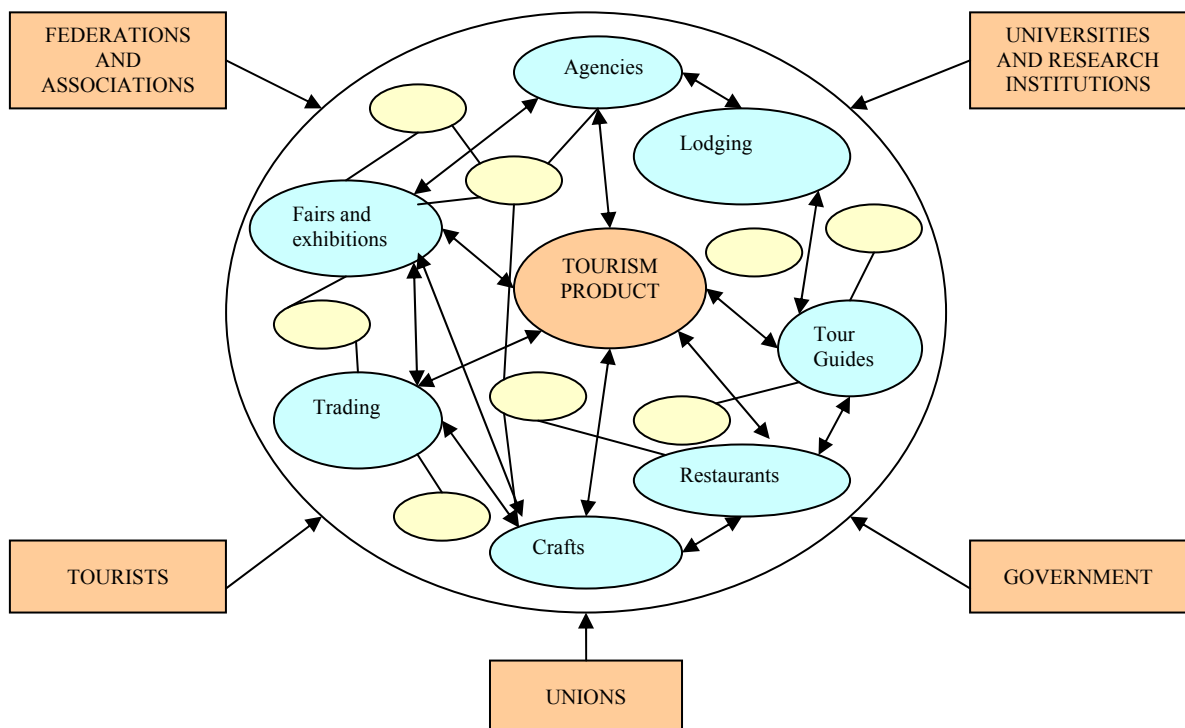 FEDERATIONS
AND
ASSOCIATIONS
UNIVERSITIES
AND RESEARCH
INSTITUTIONS
Agencies
Lodging
Fairs and
exhibitions
TOURISM
PRODUCT
Tour
Guides
Trading
Restaurants
Crafts
TOURISTS
GOVERNMENT
UNIONS